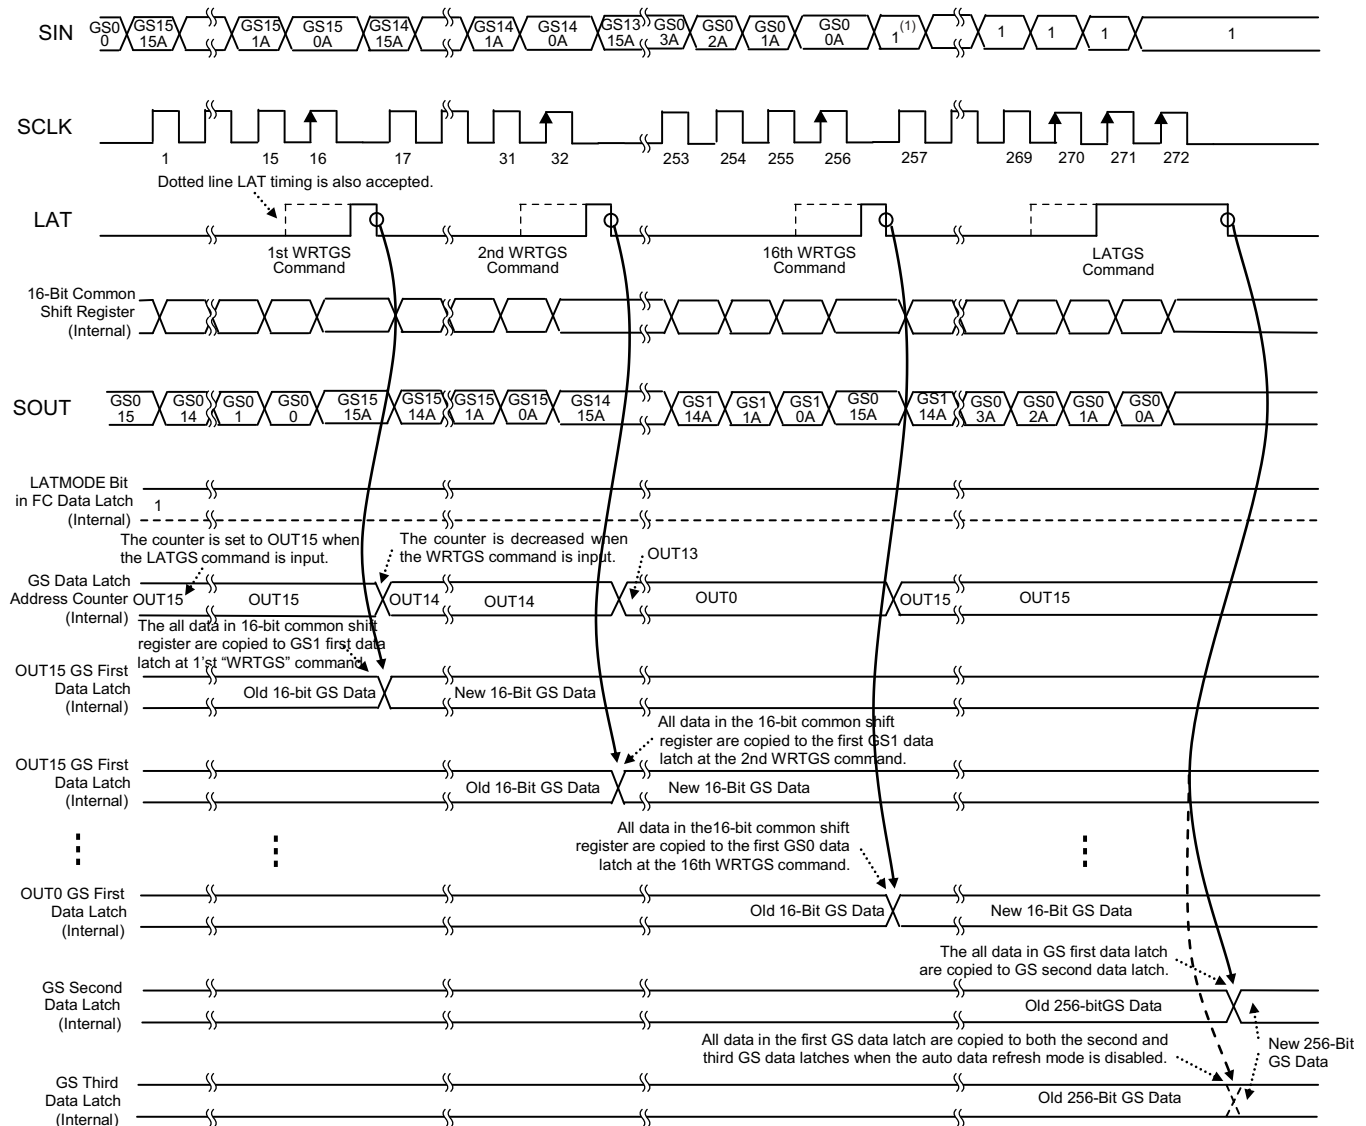 SIN
GS0 0
GS15 15A
GS15 1A
GS15 0A
GS14 15A
GS14 1A
GS14 0A
GS13 15A
GS0 3A
GS0 2A
GS0 1A
GS0 0A
1 (1)
1
1
1
1
SCLK
1
15
16
17
31
32
253
254
255
256
257
269
270
271
272
Dotted line LAT timing is also accepted.
LAT
1st WRTGS
Command
2nd WRTGS
Command
16th WRTGS
Command
LATGS
Command
16-Bit Common
Shift Register
(Internal)
SOUT
GS0 15
GS0 14
GS0 1
GS0 0
GS15 15A
GS15 14A
GS15 1A
GS15 0A
GS14 15A
GS1 14A
GS1 1A
GS1 0A
GS0 15A
GS1 14A
GS0 3A
GS0 2A
GS0 1A
GS0 0A
LATMODE Bit
in FC Data Latch
(Internal)
1
The counter is set to OUT15 when
the LATGS command is input.
The counter is decreased when
the WRTGS command is input.
OUT13
GS Data Latch
Address Counter
(Internal)
OUT15
OUT15
OUT14
OUT14
OUT0
OUT15
OUT15
The all data in 16-bit common shift
register are copied to GS1 first data
latch at 1'st “WRTGS” command.
OUT15 GS First
Data Latch
(Internal)
Old 16-bit GS Data
New 16-Bit GS Data
All data in the 16-bit common shift
register are copied to the first GS1 data
latch at the 2nd WRTGS command.
OUT15 GS First
Data Latch
(Internal)
Old 16-Bit GS Data
New 16-Bit GS Data
All data in the16-bit common shift
register are copied to the first GS0 data
latch at the 16th WRTGS command.
OUT0 GS First
Data Latch
(Internal)
Old 16-Bit GS Data
New 16-Bit GS Data
The all data in GS first data latch
are copied to GS second data latch.
GS Second
Data Latch
(Internal)
Old 256-bitGS Data
All data in the first GS data latch are copied to both the second and
third GS data latches when the auto data refresh mode is disabled.
New 256-Bit
GS Data
GS Third
Data Latch
(Internal)
Old 256-Bit GS Data